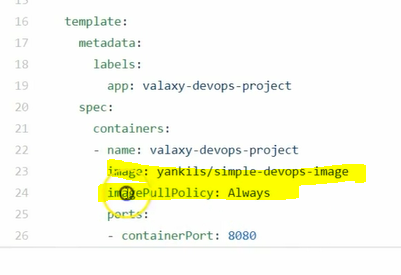 15
16 template:
17 metadata:
18 labels:
19 app: valaxy-devops-project
20 spec:
21 containers:
22 - name: valaxy-devops-project
23 image: yankils/simple-devops-image
24 imagePullPolicy: Always
25 ports:
26 - containerPort: 8080